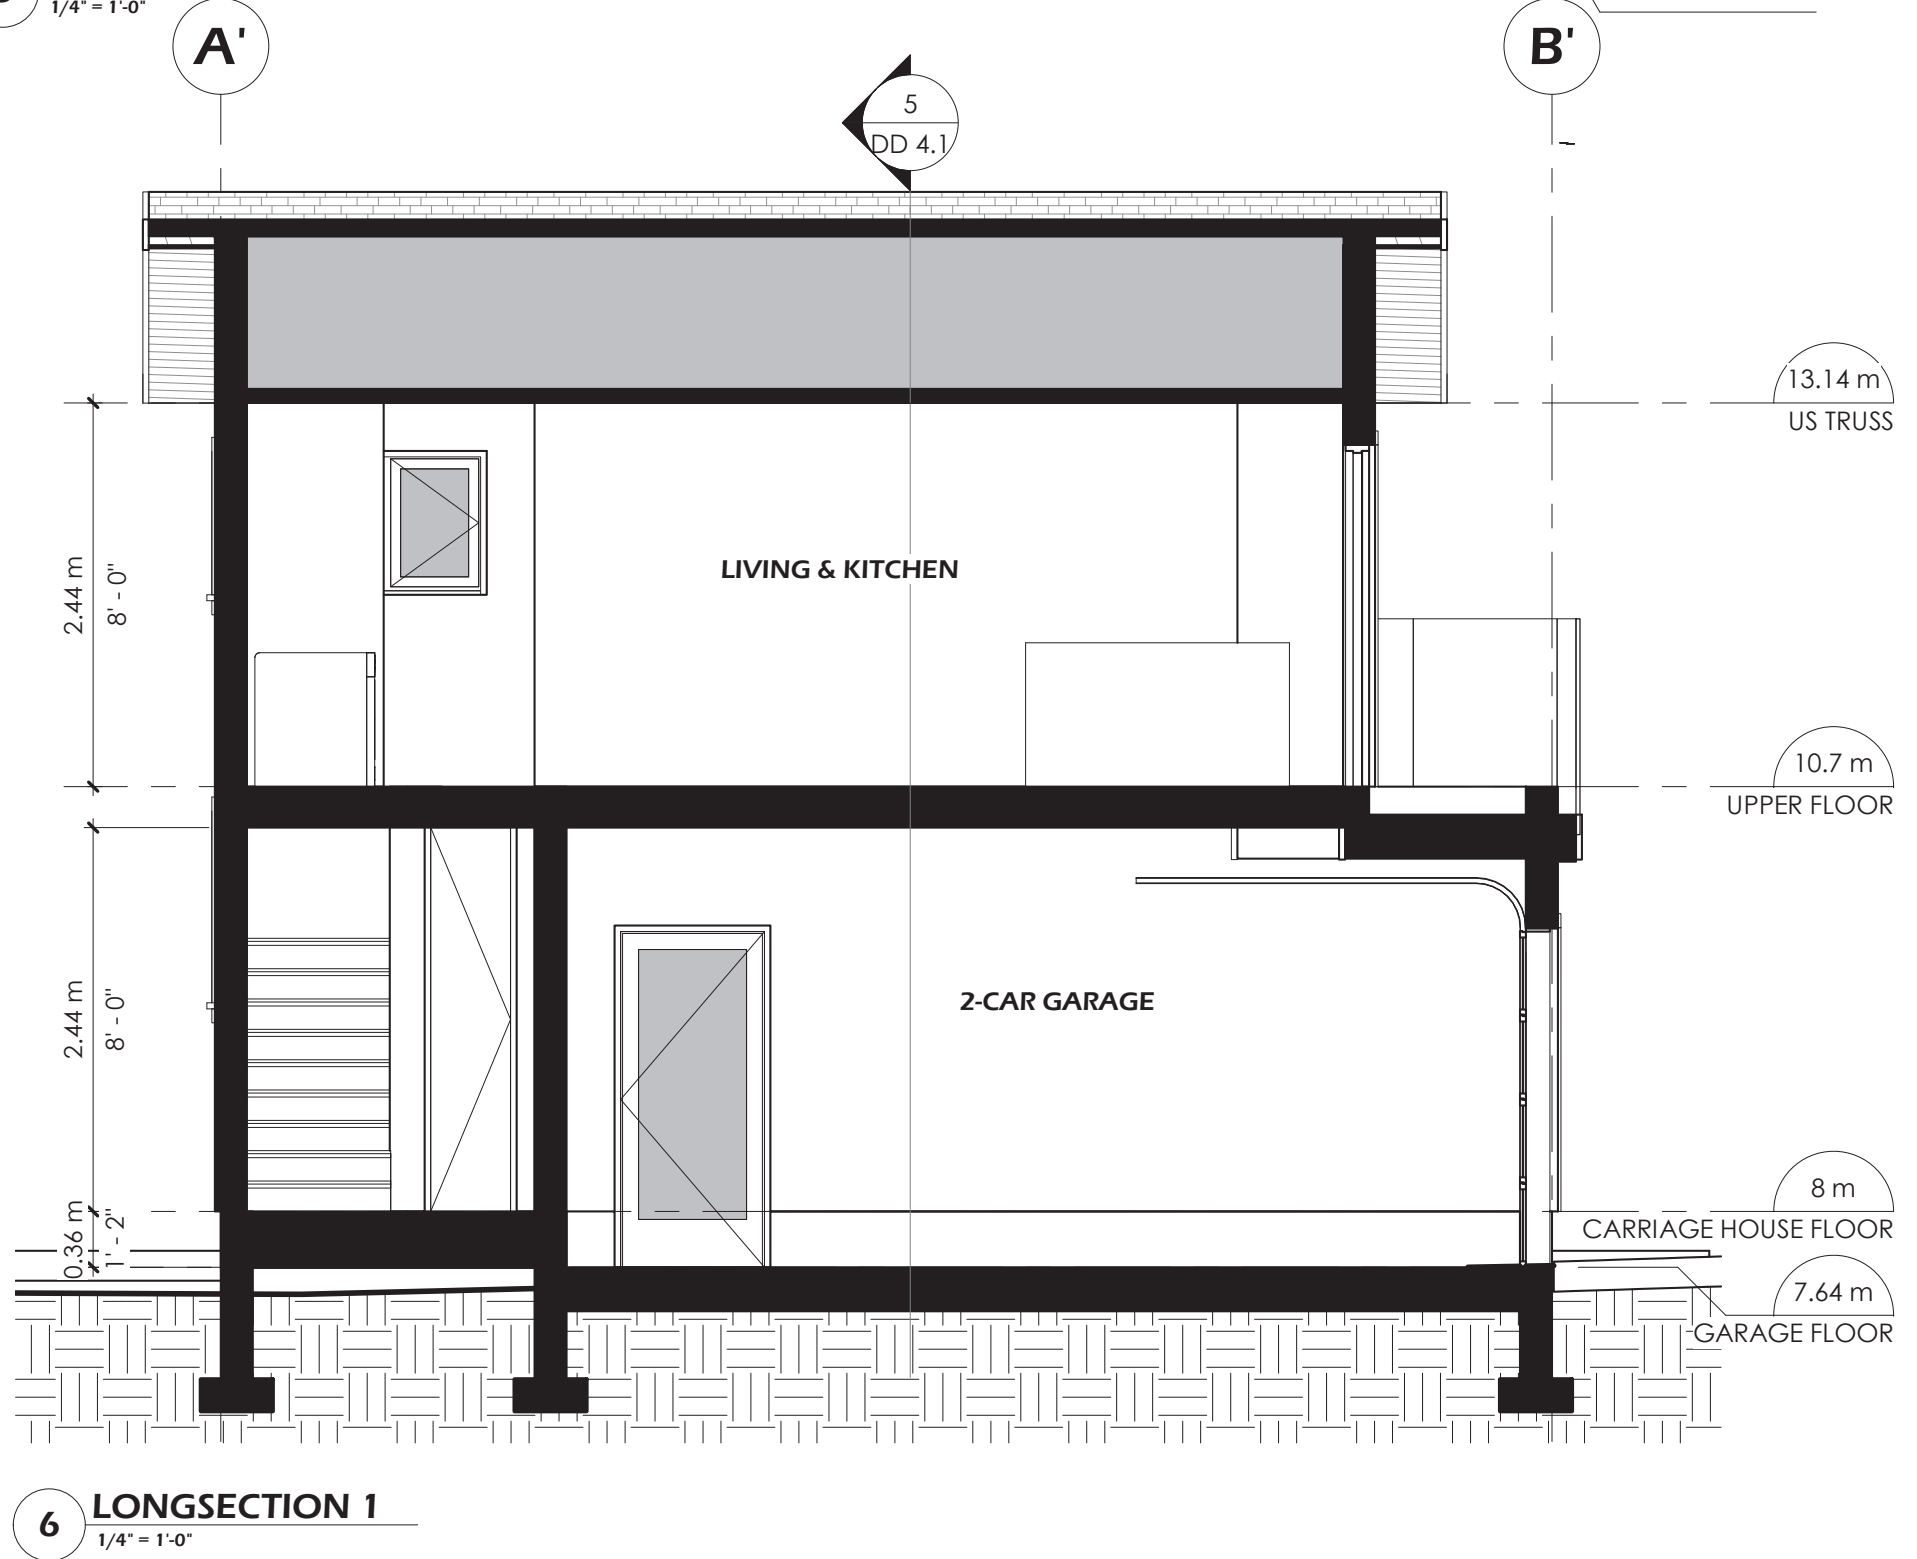 1/4" = 1'-0"
A'
B'
5
DD 4.1
13.14 m
US TRUSS
2.44 m
8' - 0"
LIVING & KITCHEN
10.7 m
UPPER FLOOR
2.44 m
8' - 0"
2-CAR GARAGE
8 m
CARRIAGE HOUSE FLOOR
0.36 m
1' - 2"
7.64 m
GARAGE FLOOR
6
LONGSECTION 1
1/4" = 1'-0"